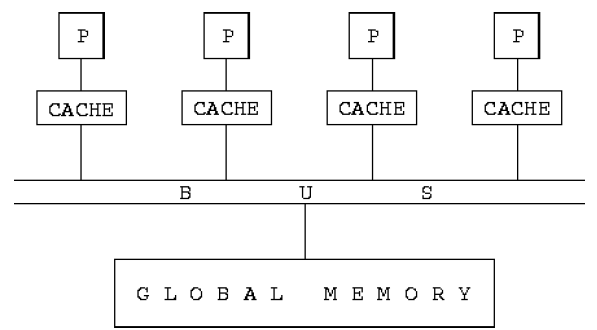 P P P P
CACHE CACHE CACHE CACHE
B U S
G L O B A L M E M O R Y